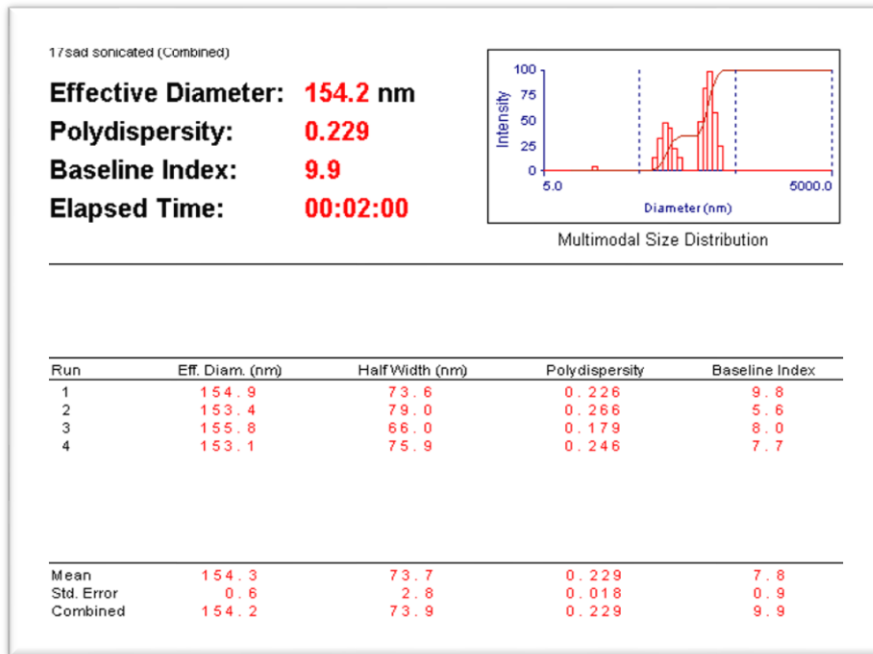 17sad sonicated (Combined)
Effective Diameter: 154.2 nm
Polydispersity: 0.229
Baseline Index: 9.9
Elapsed Time: 00:02:00
100
75
50
25
0
Intensity
5.0 5000.0
Diameter (nm)
Multimodal Size Distribution
Run Eff. Diam. (nm) Half Width (nm) Polydispersity Baseline Index
1 154.9 73.6 0.226 9.8
2 153.4 79.0 0.266 5.6
3 155.8 66.0 0.179 8.0
4 153.1 75.9 0.246 7.7
Mean 154.3 73.7 0.229 7.8
Std. Error 0.6 2.8 0.018 0.9
Combined 154.2 73.9 0.229 9.9